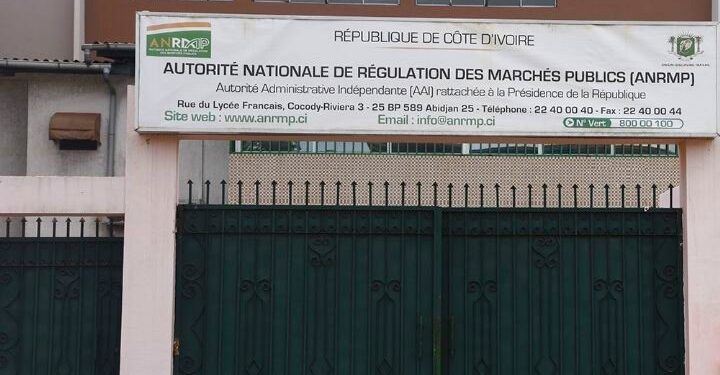 RÉPUBLIQUE DE CÔTE D'IVOIRE
ANRMP
AUTORITÉ NATIONALE DE RÉGULATION DES MARCHÉS PUBLICS (ANRMP)
Autorité Administrative Indépendante (AAI) rattachée à la Présidence de la République
Rue du Lycée Francais, Cocody-Riviera 3 - 25 BP 589 Abidjan 25 - Téléphone : 22 40 00 40 - Fax : 22 40 00 44
Site web : www.anrmp.ci Email : info@anrmp.ci N° Vert 800 00 100